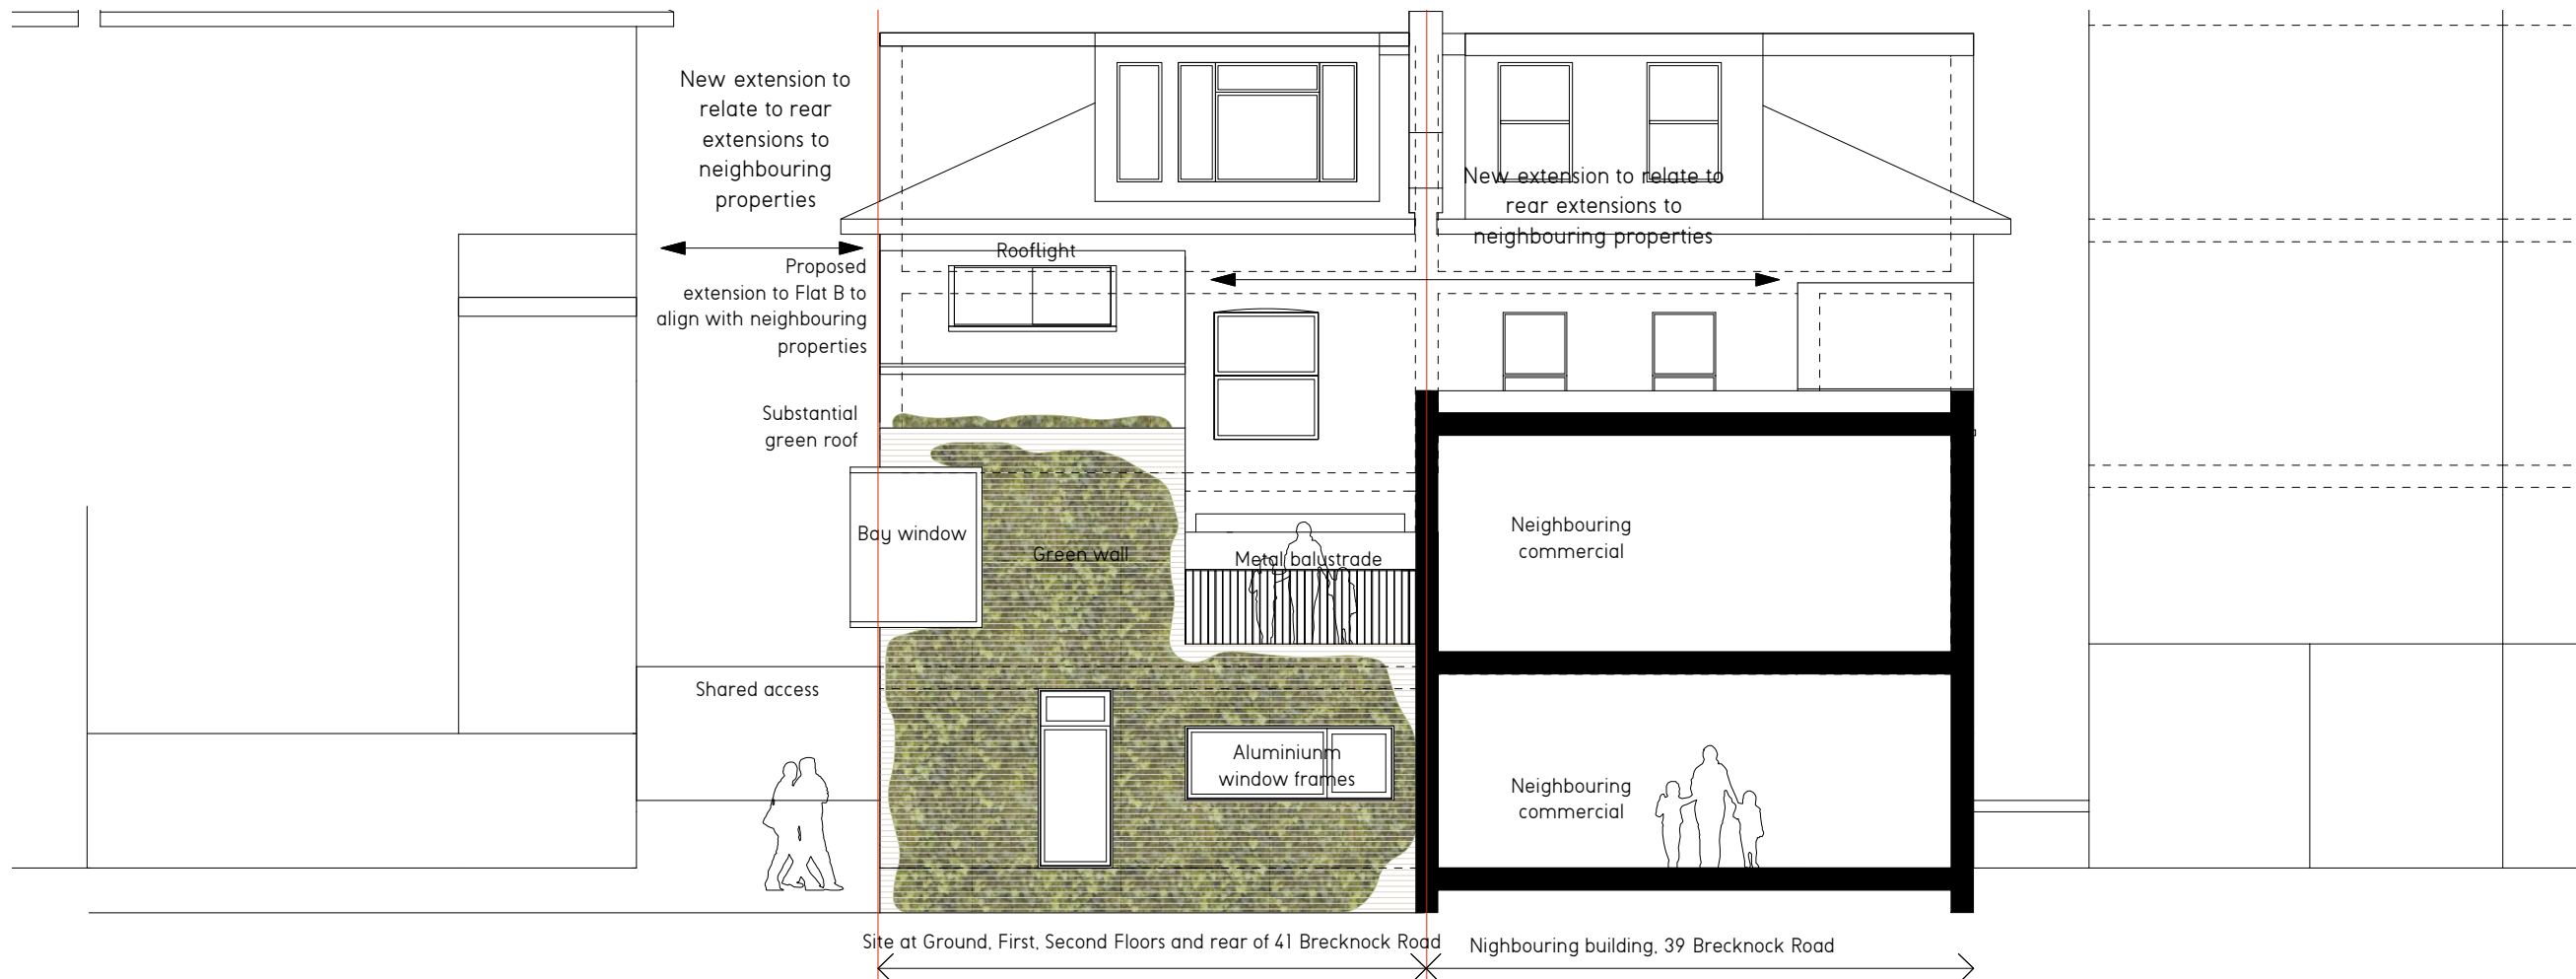 New extension to
relate to rear
extensions to
neighbouring
properties
New extension to relate to
rear extensions to
neighbouring properties
Rooflight
Proposed
extension to Flat B to
align with neighbouring
properties
Substantial
green roof
Bay window
Green wall
Metal balustrade
Neighbouring
commercial
Shared access
Aluminiunm
window frames
Neighbouring
commercial
Site at Ground, First, Second Floors and rear of 41 Brecknock Road
Nighbouring building, 39 Brecknock Road